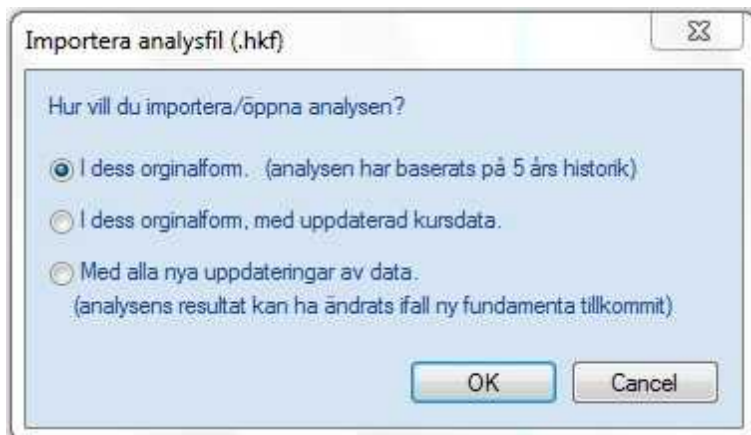 Importera analysfil (.hkf)
Hur vill du importera/öppna analysen?
I dess orginalform. (analysen har baserats på 5 års historik)
I dess orginalform, med uppdaterad kursdata.
Med alla nya uppdateringar av data.
(analysens resultat kan ha ändrats ifall ny fundamenta tillkommit)
OK Cancel